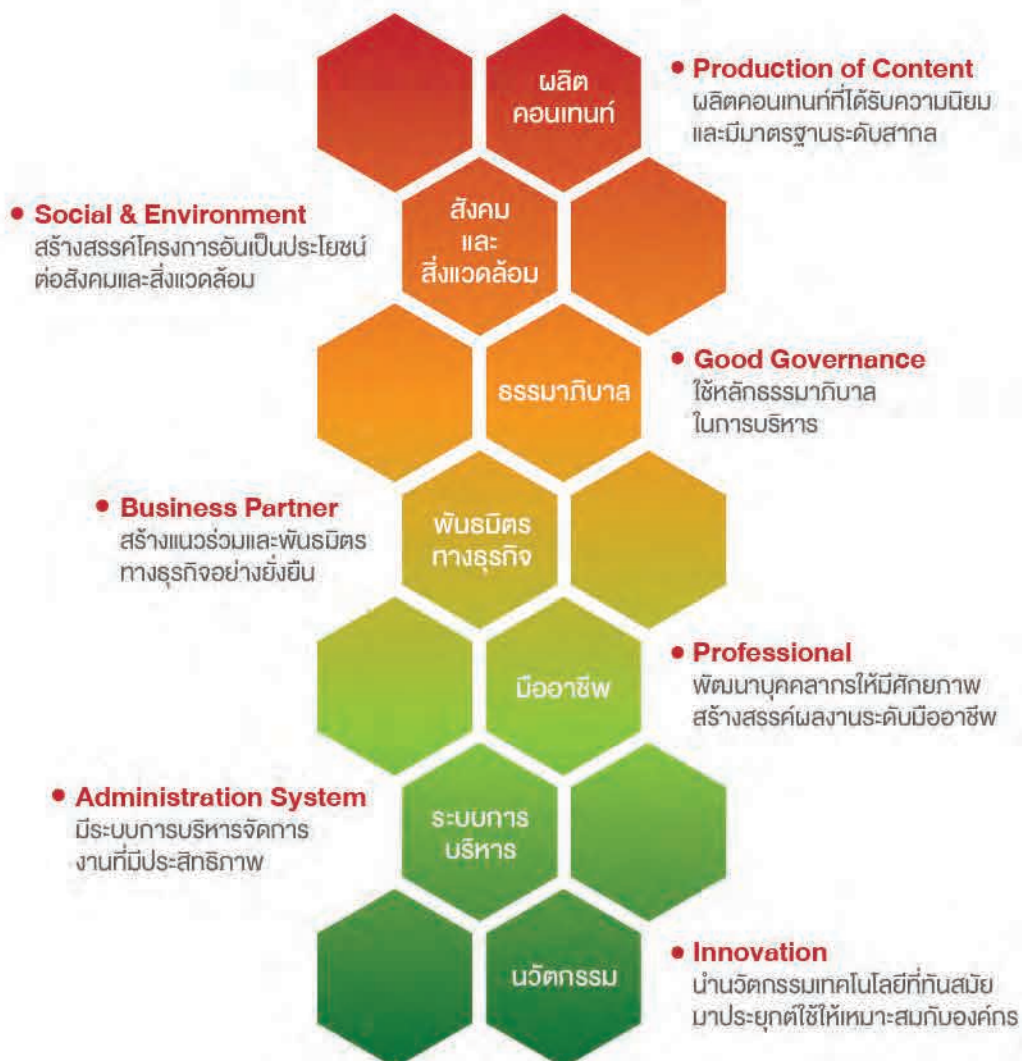 ผลิต
คอนเทนท์
• Production of Content
ผลิตคอนเทนท์ที่ได้รับความนิยม
และมีมาตรฐานระดับสากล
• Social & Environment
สร้างสรรค์โครงการอันเป็นประโยชน์
ต่อสังคมและสิ่งแวดล้อม
สังคม
และ
สิ่งแวดล้อม
ธรรมาภิบาล
• Good Governance
ใช้หลักธรรมาภิบาล
ในการบริหาร
• Business Partner
สร้างแนวร่วมและพันธมิตร
ทางธุรกิจอย่างยั่งยืน
พันธมิตร
ทางธุรกิจ
มืออาชีพ
• Professional
พัฒนาบุคคลากรให้มีศักยภาพ
สร้างสรรค์ผลงานระดับมืออาชีพ
• Administration System
มีระบบการบริหารจัดการ
งานที่มีประสิทธิภาพ
ระบบการ
บริหาร
นวัตกรรม
• Innovation
นำนวัตกรรมเทคโนโลยีที่ทันสมัย
มาประยุกต์ใช้ให้เหมาะสมกับองค์กร